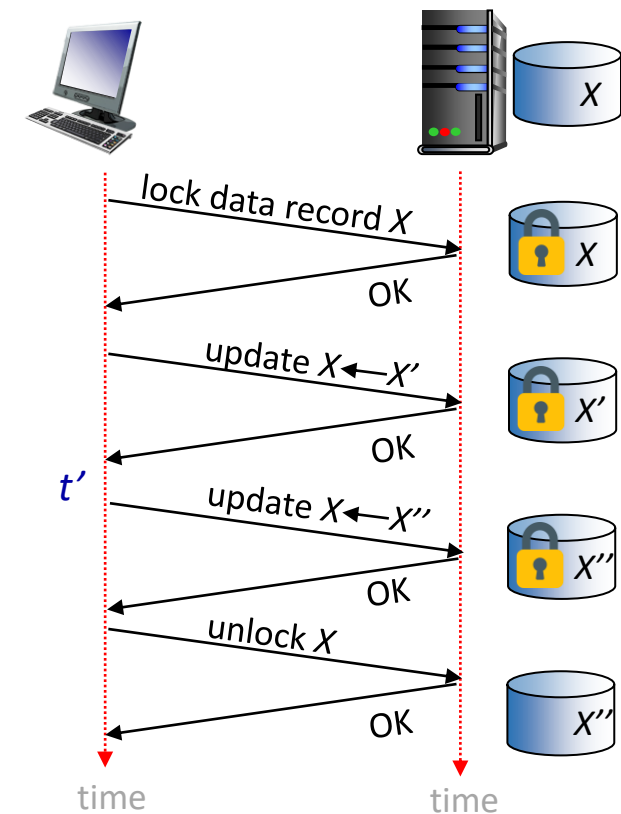 X
lock data record X
X
OK
update X←X'
X'
OK
t'
update X←X''
X''
OK
unlock X
X''
OK
time
time